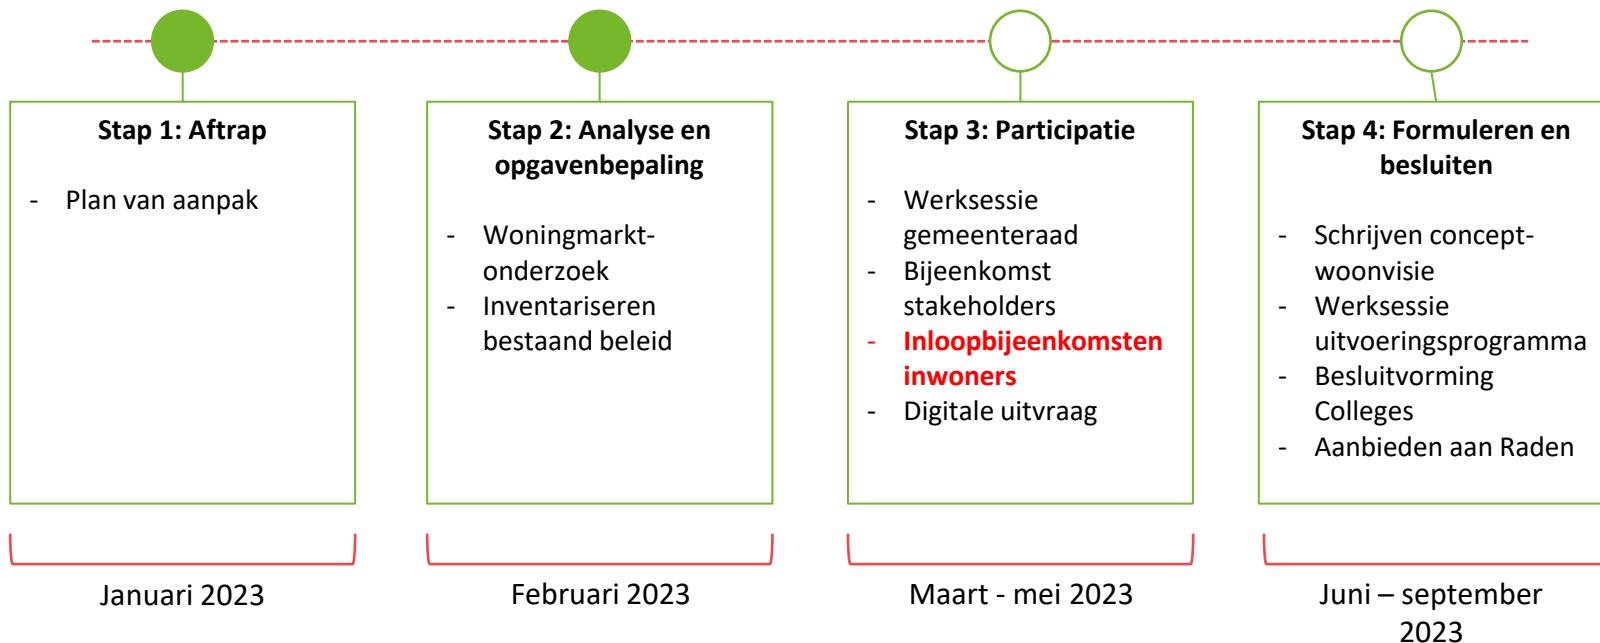 Stap 1: Aftrap
- Plan van aanpak
Januari 2023
Stap 2: Analyse en
opgavenbepaling
- Woningmarkt-
onderzoek
- Inventariseren
bestaand beleid
Februari 2023
Stap 3: Participatie
- Werksessie
gemeenteraad
- Bijeenkomst
stakeholders
- Inloopbijeenkomsten
inwoners
- Digitale uitvraag
Maart - mei 2023
Stap 4: Formuleren en
besluiten
- Schrijven concept-
woonvisie
- Werksessie
uitvoeringsprogramma
- Besluitvorming
Colleges
- Aanbieden aan Raden
Juni – september
2023